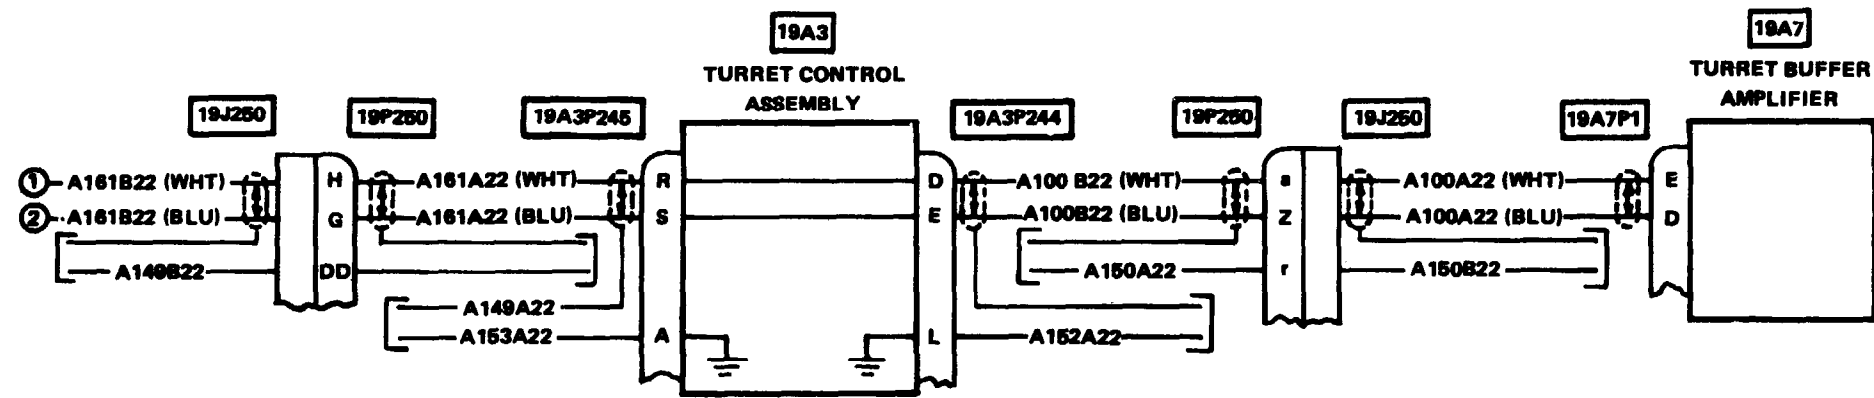 19A3
19A7
TURRET CONTROL
ASSEMBLY
TURRET BUFFER
AMPLIFIER
19J250
19P250
19A3P245
19A3P244
19P250
19J250
19A7P1
1 A161B22 (WHT) H A161A22 (WHT) R D A100 B22 (WHT) a A100A22 (WHT) E
2 A161B22 (BLU) G A161A22 (BLU) S E A100B22 (BLU) Z A100A22 (BLU) D
A149B22 DD A150A22 r A150B22
A149A22
A153A22 A L A152A22